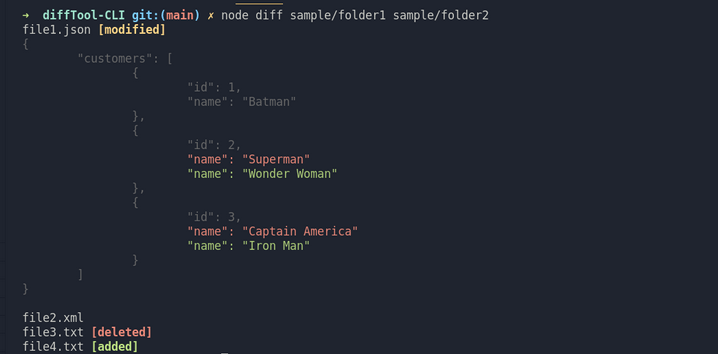 → diffTool-CLI git:(main) ✗ node diff sample/folder1 sample/folder2
file1.json [modified]
{
"customers": [
{
"id": 1,
"name": "Batman"
},
{
"id": 2,
"name": "Superman"
"name": "Wonder Woman"
},
{
"id": 3,
"name": "Captain America"
"name": "Iron Man"
}
]
}
file2.xml
file3.txt [deleted]
file4.txt [added]